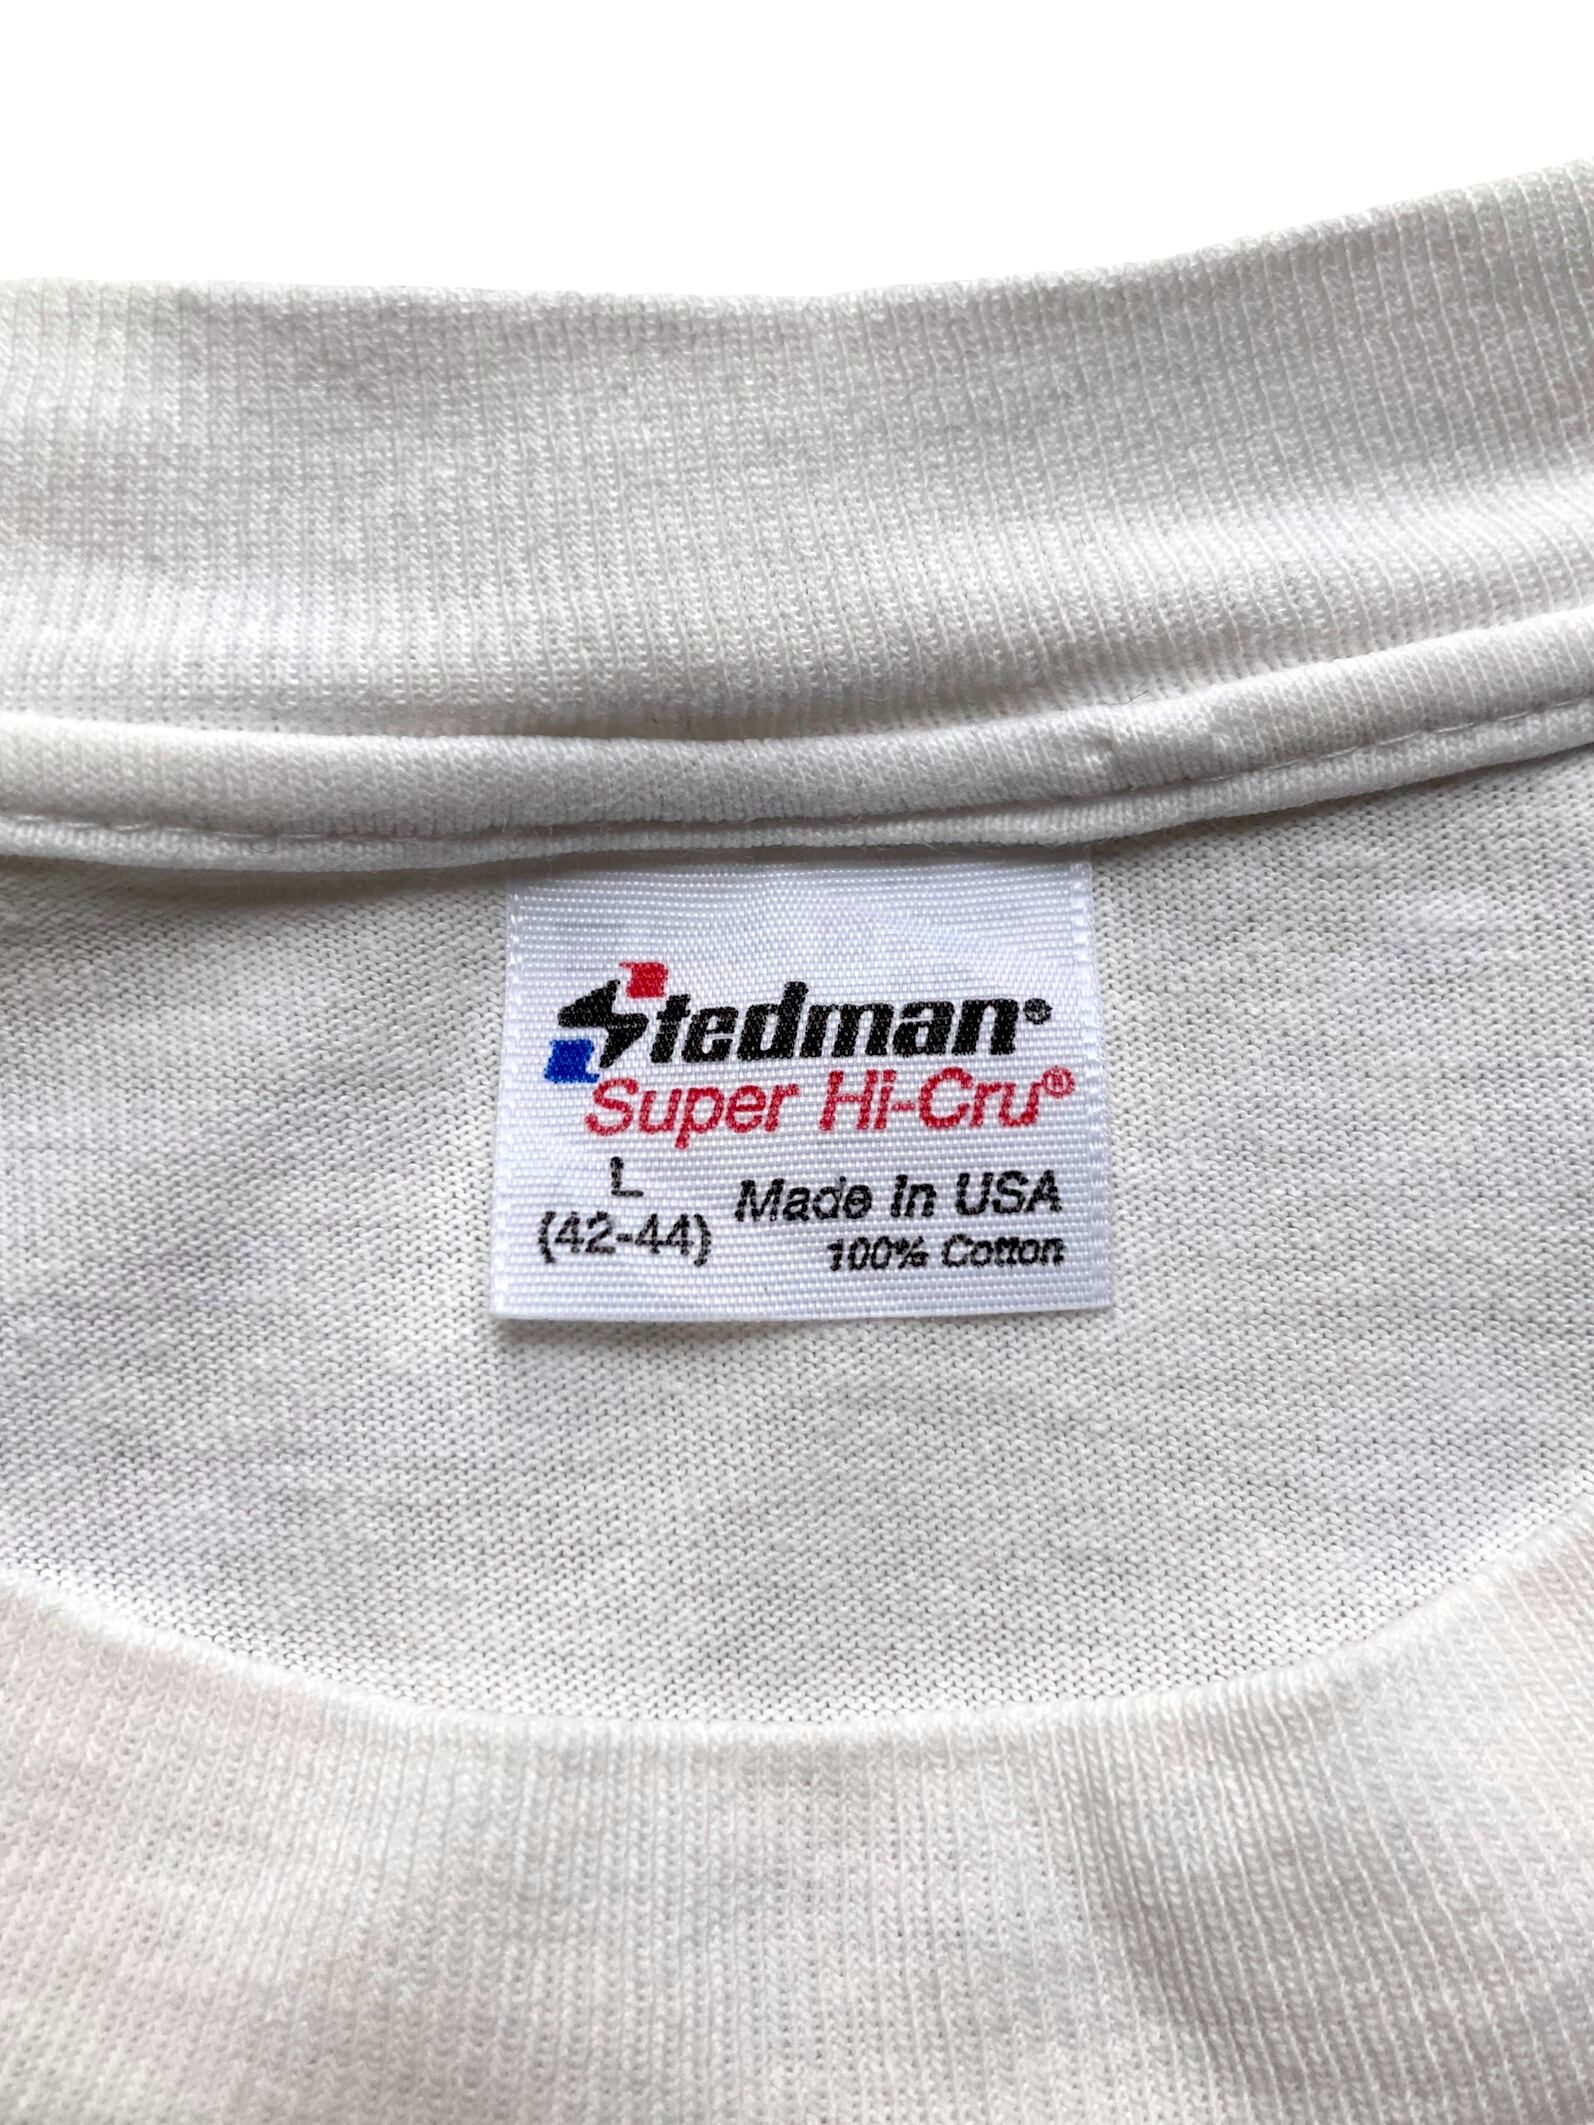 Stedman®
Super Hi-Cru®
L
(42-44)
Made in USA
100% Cotton